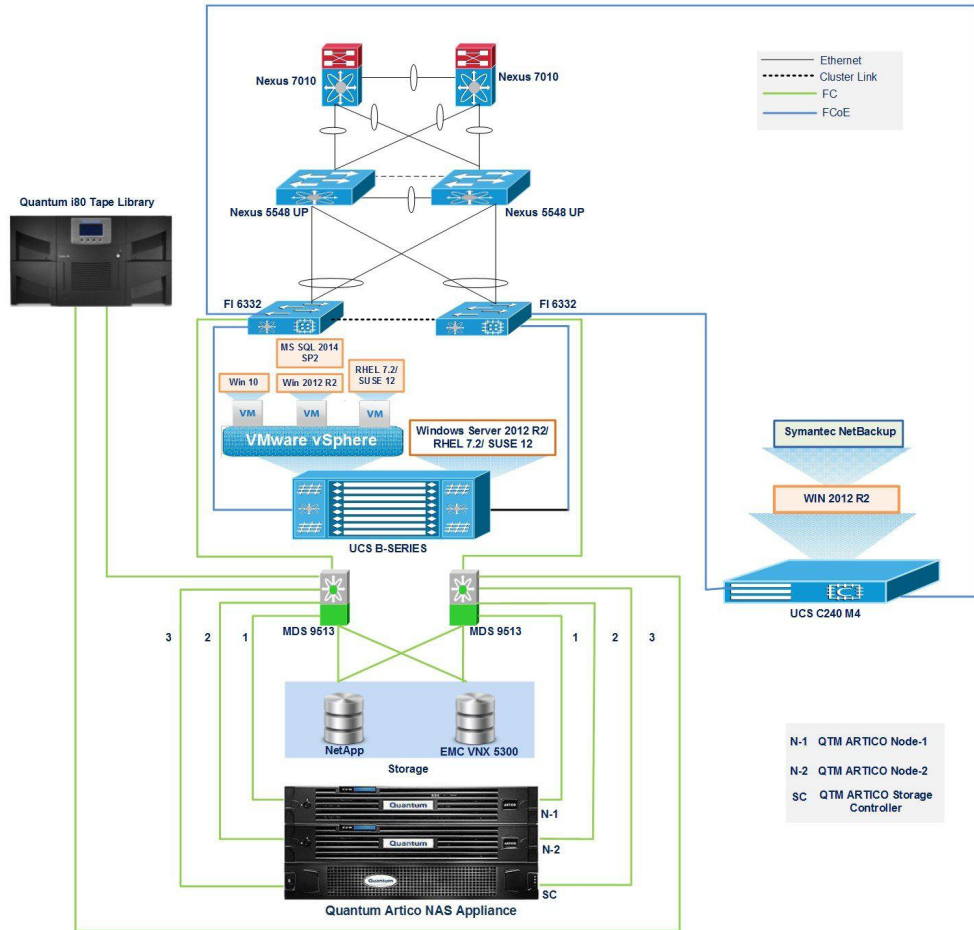 Nexus 7010
Nexus 7010
Ethernet
Cluster Link
FC
FCoE
Quantum i80 Tape Library
Nexus 5548 UP
Nexus 5548 UP
FI 6332
FI 6332
MS SQL 2014
SP2
Win 10
Win 2012 R2
RHEL 7.2/
SUSE 12
VM
VM
VM
VMware vSphere
Windows Server 2012 R2/
RHEL 7.2/ SUSE 12
Symantec NetBackup
WIN 2012 R2
UCS B-SERIES
UCS C240 M4
MDS 9513
MDS 9513
3
2
1
1
2
3
NetApp
EMC VNX 5300
Storage
N-1 QTM ARTICO Node-1
N-2 QTM ARTICO Node-2
SC QTM ARTICO Storage
Controller
Quantum
ARTICO
N-1
Quantum
ARTICO
N-2
Quantum
SC
Quantum Artico NAS Appliance